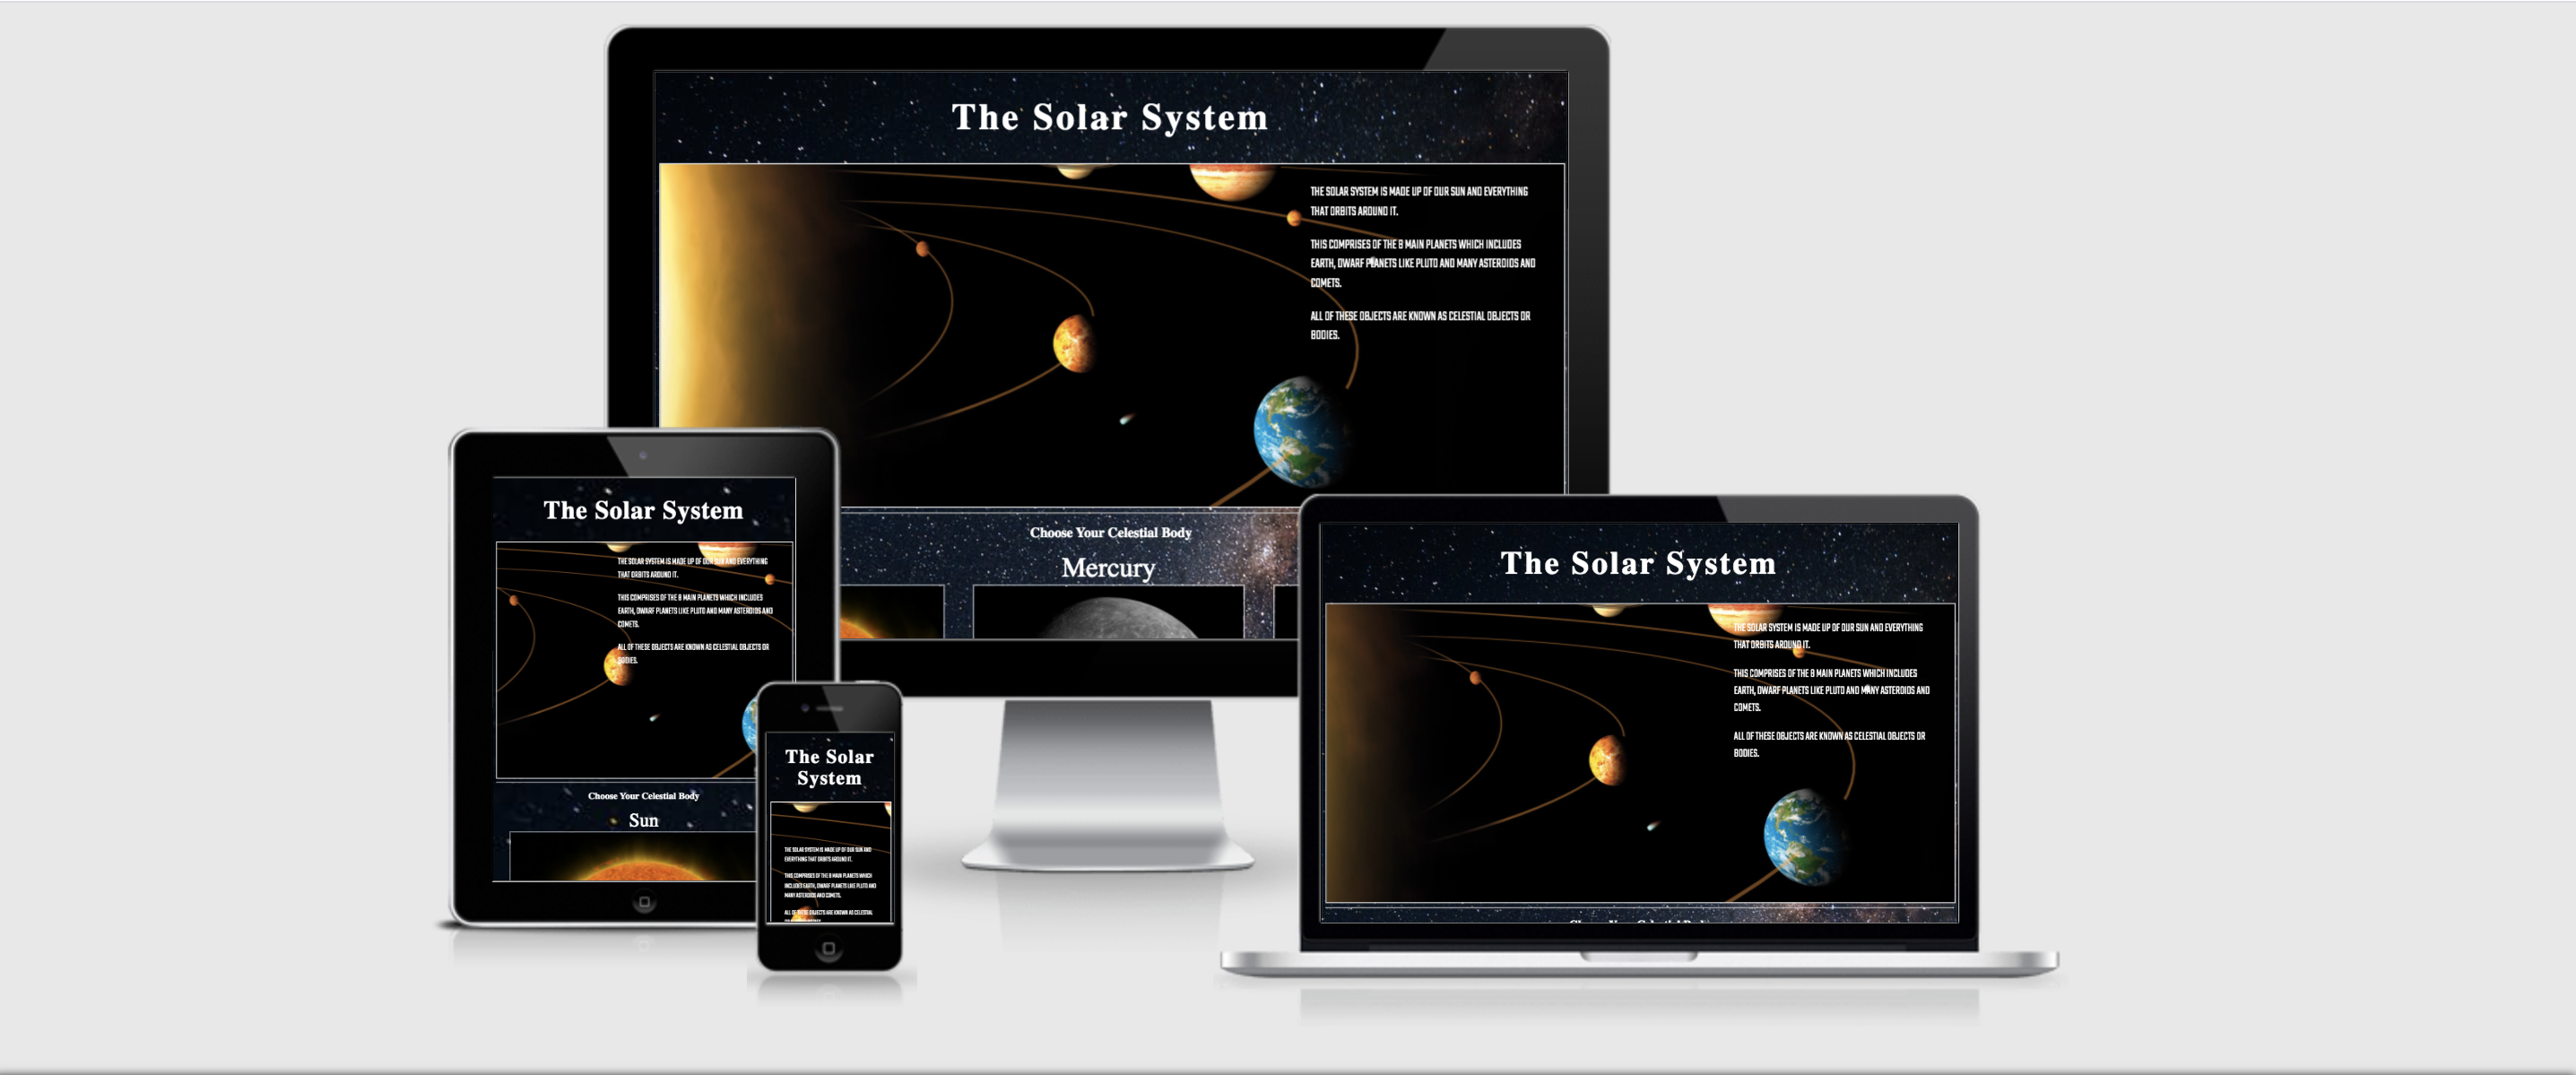 The Solar System
THE SOLAR SYSTEM IS MADE UP OF OUR SUN AND EVERYTHING
THAT ORBITS AROUND IT.
THIS COMPRISES OF THE 8 MAIN PLANETS WHICH INCLUDES
EARTH, DWARF PLANETS LIKE PLUTO AND MANY ASTEROIDS AND
COMETS.
ALL OF THESE OBJECTS ARE KNOWN AS CELESTIAL OBJECTS OR
BODIES.
Choose Your Celestial Body
Mercury
The Solar System
THE SOLAR SYSTEM IS MADE UP OF OUR SUN AND EVERYTHING
THAT ORBITS AROUND IT.
THIS COMPRISES OF THE 8 MAIN PLANETS WHICH INCLUDES
EARTH, DWARF PLANETS LIKE PLUTO AND MANY ASTEROIDS AND
COMETS.
ALL OF THESE OBJECTS ARE KNOWN AS CELESTIAL OBJECTS OR
BODIES.
Choose Your Celestial Body
Sun
The Solar
System
THE SOLAR SYSTEM IS MADE UP OF OUR SUN AND
EVERYTHING THAT ORBITS AROUND IT.
THIS COMPRISES OF THE 8 MAIN PLANETS WHICH
INCLUDES EARTH, DWARF PLANETS LIKE PLUTO AND
MANY ASTEROIDS AND COMETS.
ALL OF THESE OBJECTS ARE KNOWN AS CELESTIAL
The Solar System
THE SOLAR SYSTEM IS MADE UP OF OUR SUN AND EVERYTHING
THAT ORBITS AROUND IT.
THIS COMPRISES OF THE 8 MAIN PLANETS WHICH INCLUDES
EARTH, DWARF PLANETS LIKE PLUTO AND MANY ASTEROIDS AND
COMETS.
ALL OF THESE OBJECTS ARE KNOWN AS CELESTIAL OBJECTS OR
BODIES.